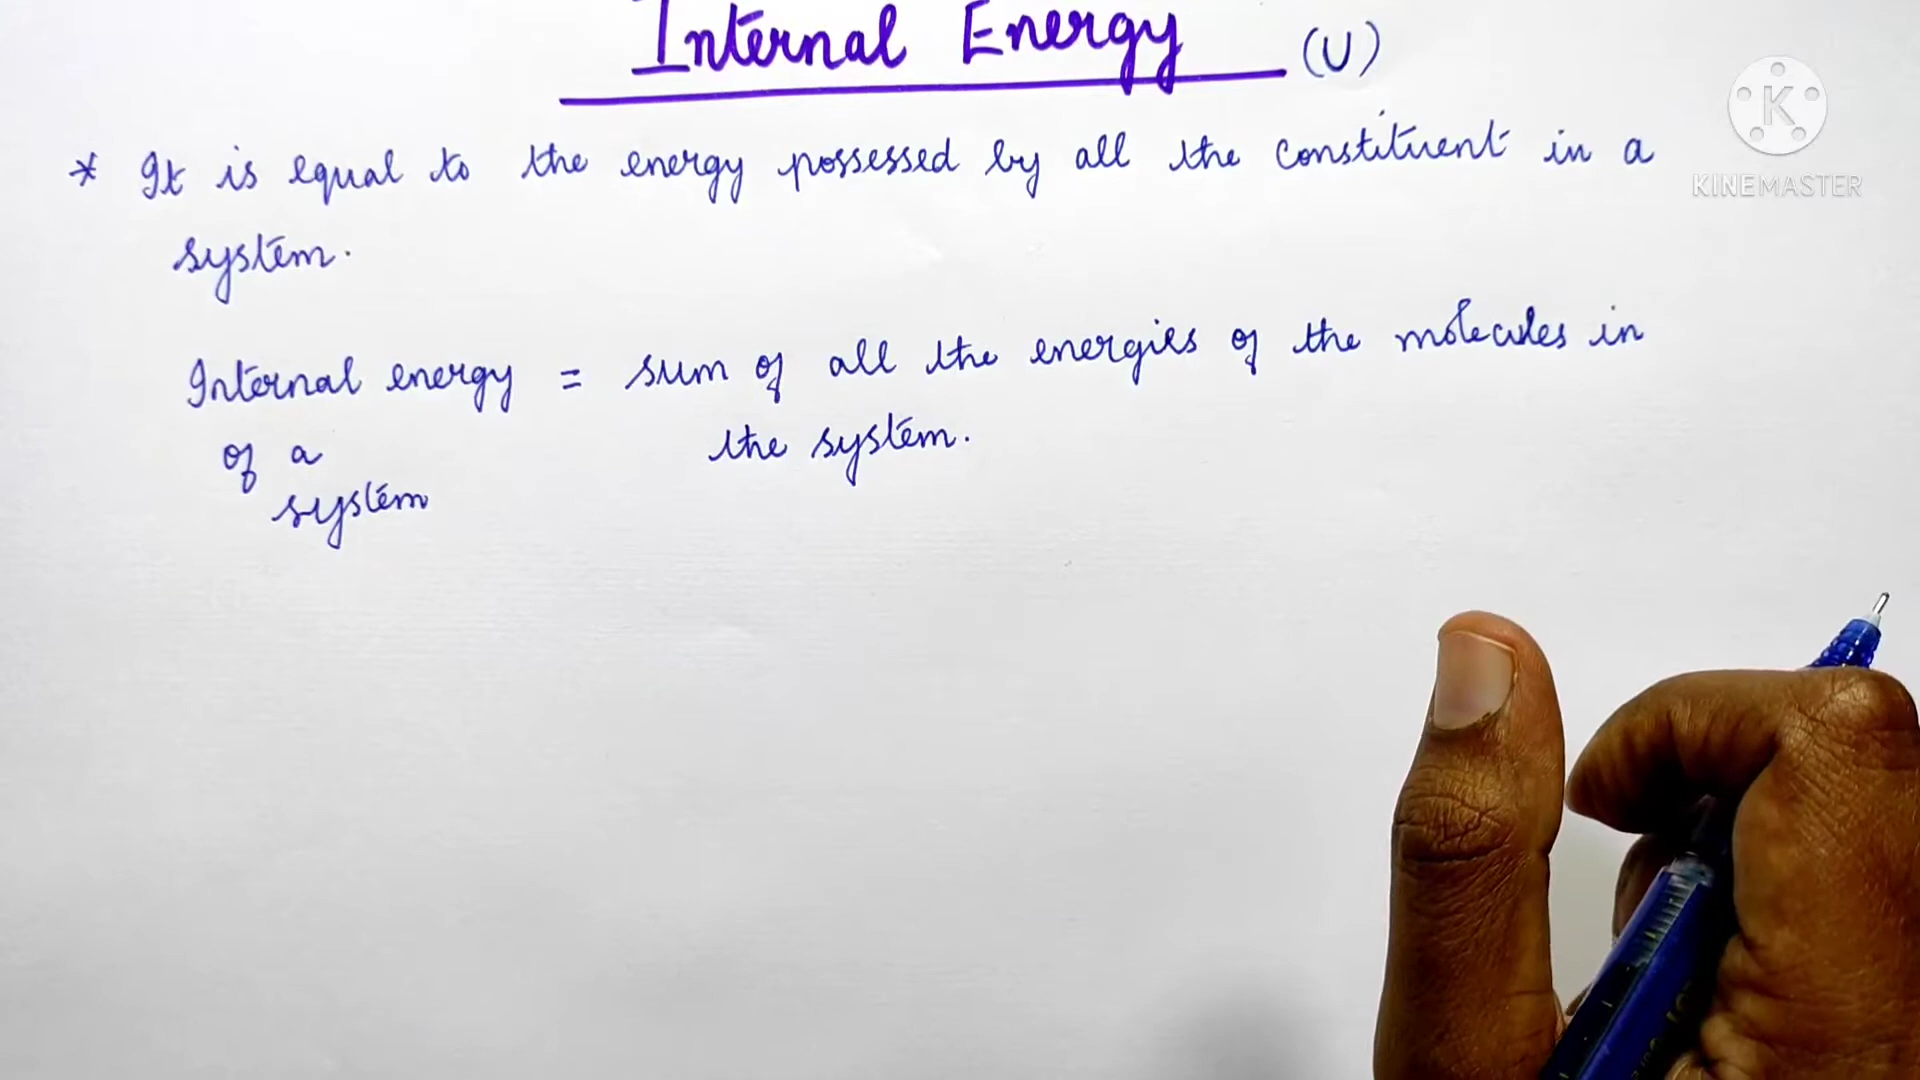 Internal Energy (U)
* It is equal to the energy possessed by all the constituent in a
system.
Internal energy = sum of all the energies of the molecules in
of a the system.
system
K
KINEMASTER